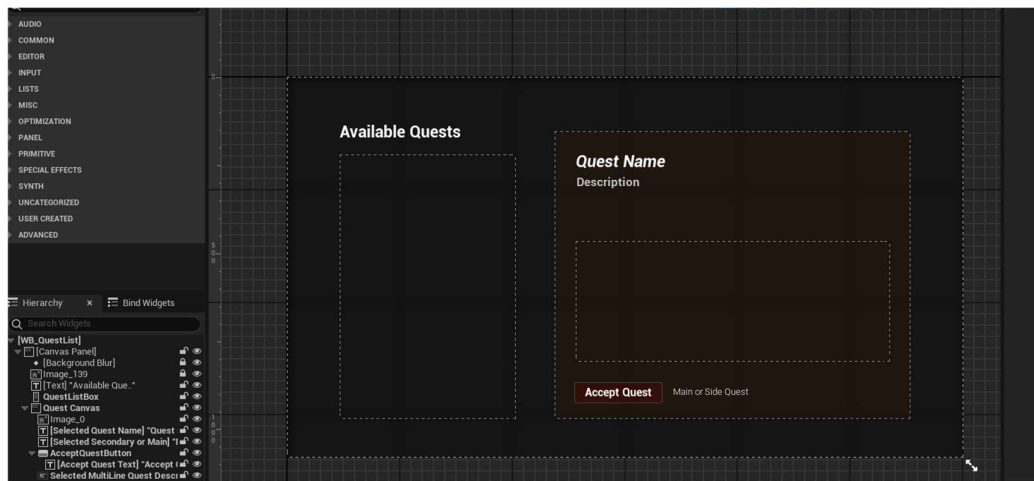 AUDIO
COMMON
EDITOR
INPUT
LISTS
MISC
OPTIMIZATION
PANEL
PRIMITIVE
SPECIAL EFFECTS
SYNTH
UNCATEGORIZED
USER CREATED
ADVANCED
Hierarchy × Bind Widgets
Search Widgets
[WB_QuestList]
[Canvas Panel]
[Background Blur]
Image_139
[Text] "Available Que.."
QuestListBox
Quest Canvas
Image_0
[Selected Quest Name] "Quest
[Selected Secondary or Main] "
AcceptQuestButton
[Accept Quest Text] "Accept
Selected MultiLine Quest Descr
0
500
1000
Available Quests
Quest Name
Description
Accept Quest Main or Side Quest